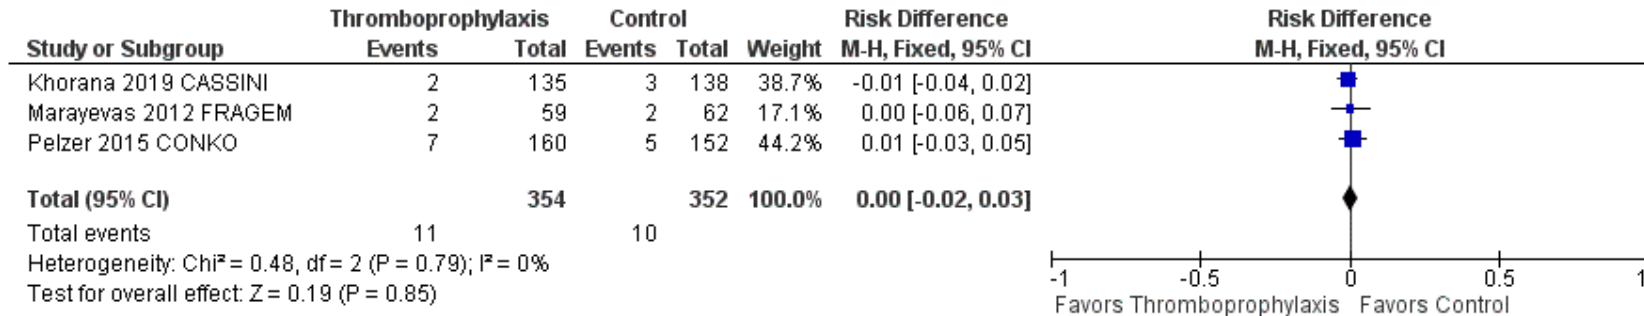 Thromboprophylaxis Control Risk Difference Risk Difference
Study or Subgroup Events Total Events Total Weight M-H, Fixed, 95% CI M-H, Fixed, 95% CI
Khorana 2019 CASSINI 2 135 3 138 38.7% -0.01 [-0.04, 0.02]
Marayevas 2012 FRAGEM 2 59 2 62 17.1% 0.00 [-0.06, 0.07]
Pelzer 2015 CONKO 7 160 5 152 44.2% 0.01 [-0.03, 0.05]
Total (95% CI) 354 352 100.0% 0.00 [-0.02, 0.03]
Total events 11 10
Heterogeneity: Chi² = 0.48, df = 2 (P = 0.79); I² = 0%
Test for overall effect: Z = 0.19 (P = 0.85)
-1 -0.5 0 0.5 1
Favors Thromboprophylaxis Favors Control